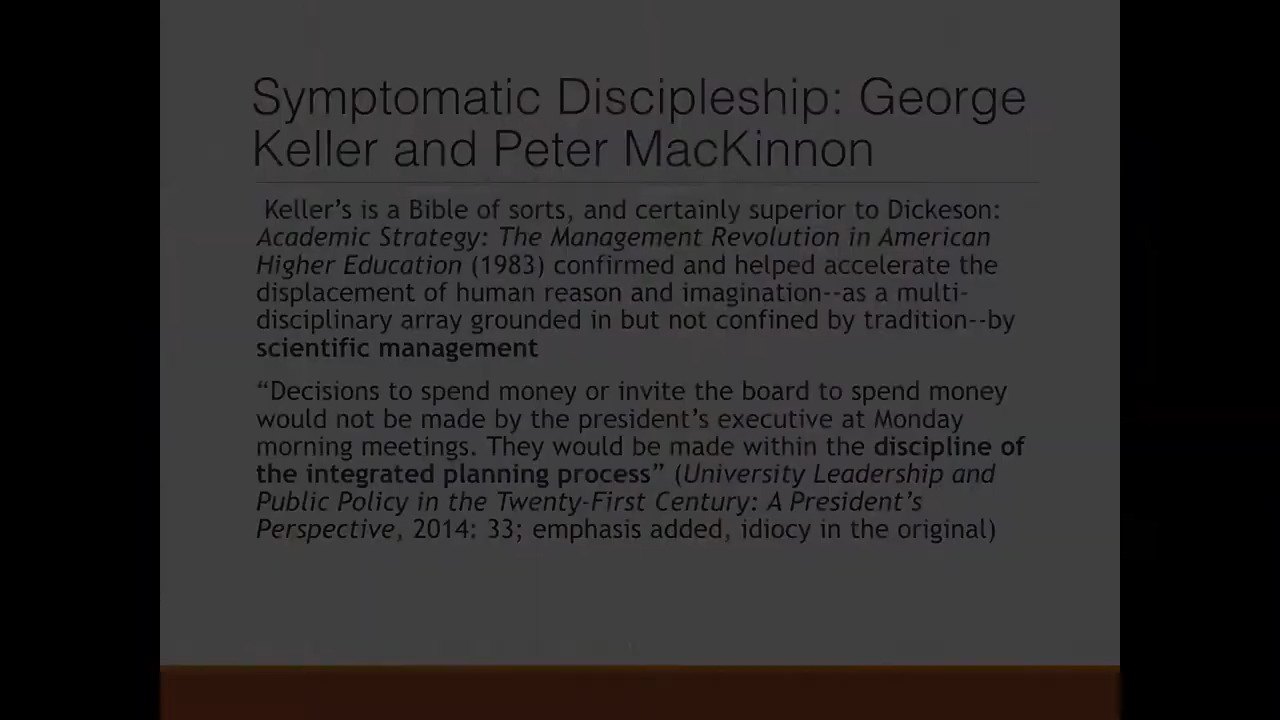 Symptomatic Discipleship: George
Keller and Peter MacKinnon
Keller’s is a Bible of sorts, and certainly superior to Dickeson:
Academic Strategy: The Management Revolution in American
Higher Education (1983) confirmed and helped accelerate the
displacement of human reason and imagination--as a multi-
disciplinary array grounded in but not confined by tradition--by
scientific management
“Decisions to spend money or invite the board to spend money
would not be made by the president’s executive at Monday
morning meetings. They would be made within the discipline of
the integrated planning process” (University Leadership and
Public Policy in the Twenty-First Century: A President’s
Perspective, 2014: 33; emphasis added, idiocy in the original)